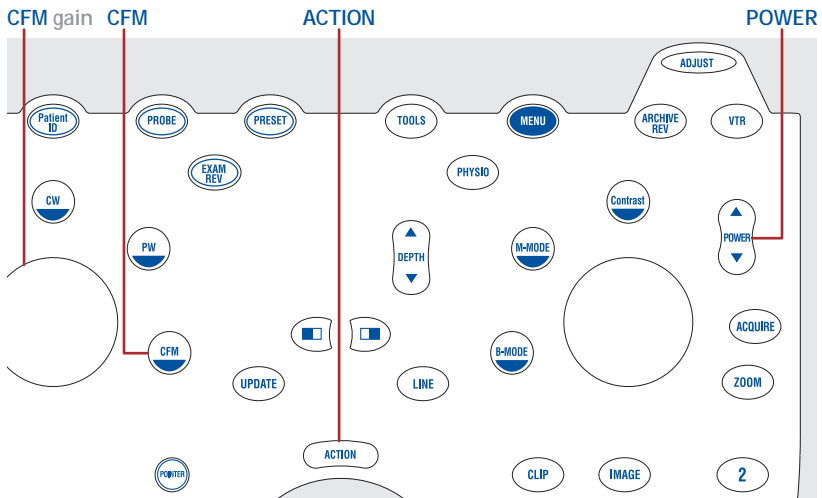 CFM gain CFM ACTION POWER
ADJUST
Patient
ID
PROBE
PRESET
TOOLS
MENU
ARCHIVE
REV
VTR
EXAM
REV
PHYSIO
CW
Contrast
PW
DEPTH
M-MODE
POWER
ACQUIRE
CFM
B-MODE
UPDATE
LINE
ZOOM
ACTION
POINTER
CLIP
IMAGE
2